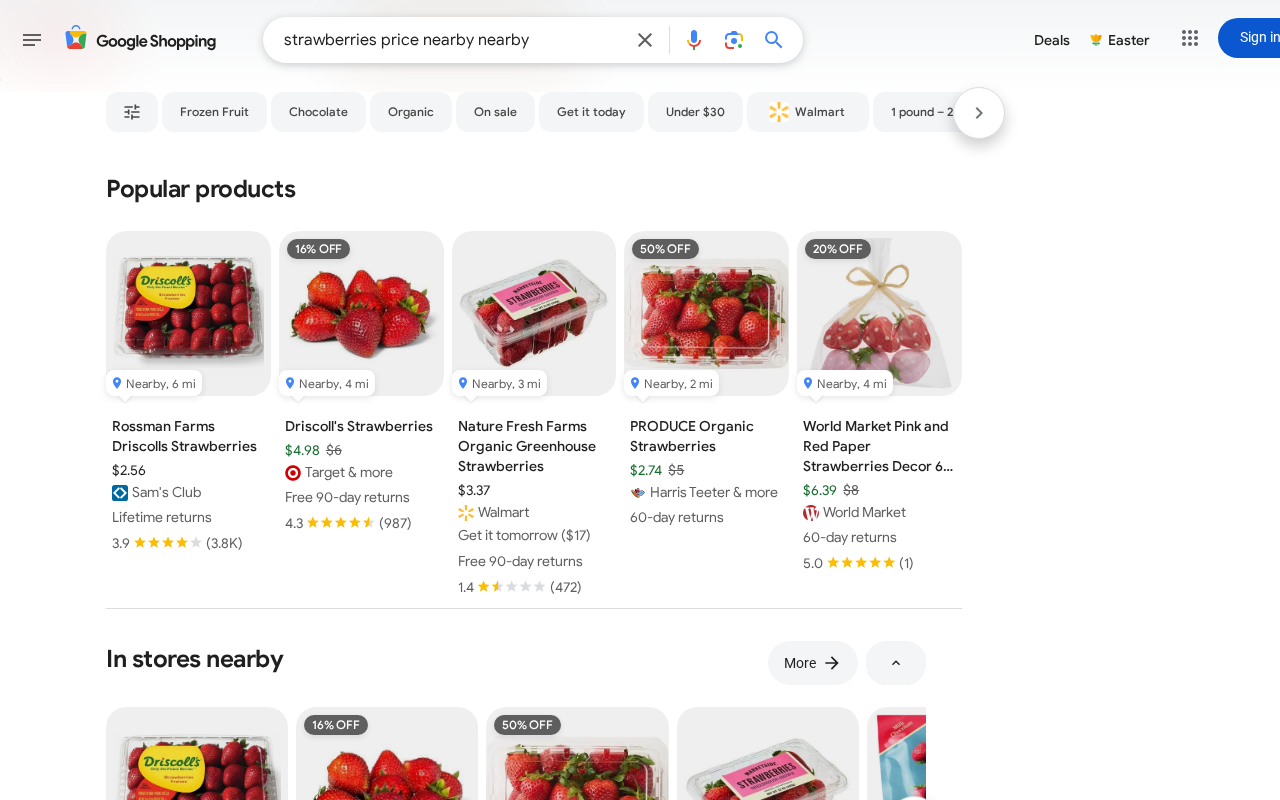 Google Shopping
strawberries price nearby nearby
Deals
Easter
Sign in
Frozen Fruit
Chocolate
Organic
On sale
Get it today
Under $30
Walmart
1 pound – 2
Popular products
Nearby, 6 mi
Rossman Farms
Driscolls Strawberries
$2.56
Sam's Club
Lifetime returns
3.9 (3.8K)
16% OFF
Nearby, 4 mi
Driscoll's Strawberries
$4.98 $6
Target & more
Free 90-day returns
4.3 (987)
STRAWBERRIES
Nearby, 3 mi
Nature Fresh Farms
Organic Greenhouse
Strawberries
$3.37
Walmart
Get it tomorrow ($17)
Free 90-day returns
1.4 (472)
50% OFF
Nearby, 2 mi
PRODUCE Organic
Strawberries
$2.74 $5
Harris Teeter & more
60-day returns
20% OFF
Nearby, 4 mi
World Market Pink and
Red Paper
Strawberries Decor 6...
$6.39 $8
World Market
60-day returns
5.0 (1)
In stores nearby
More
Driscoll's
16% OFF
50% OFF
STRAWBERRIES